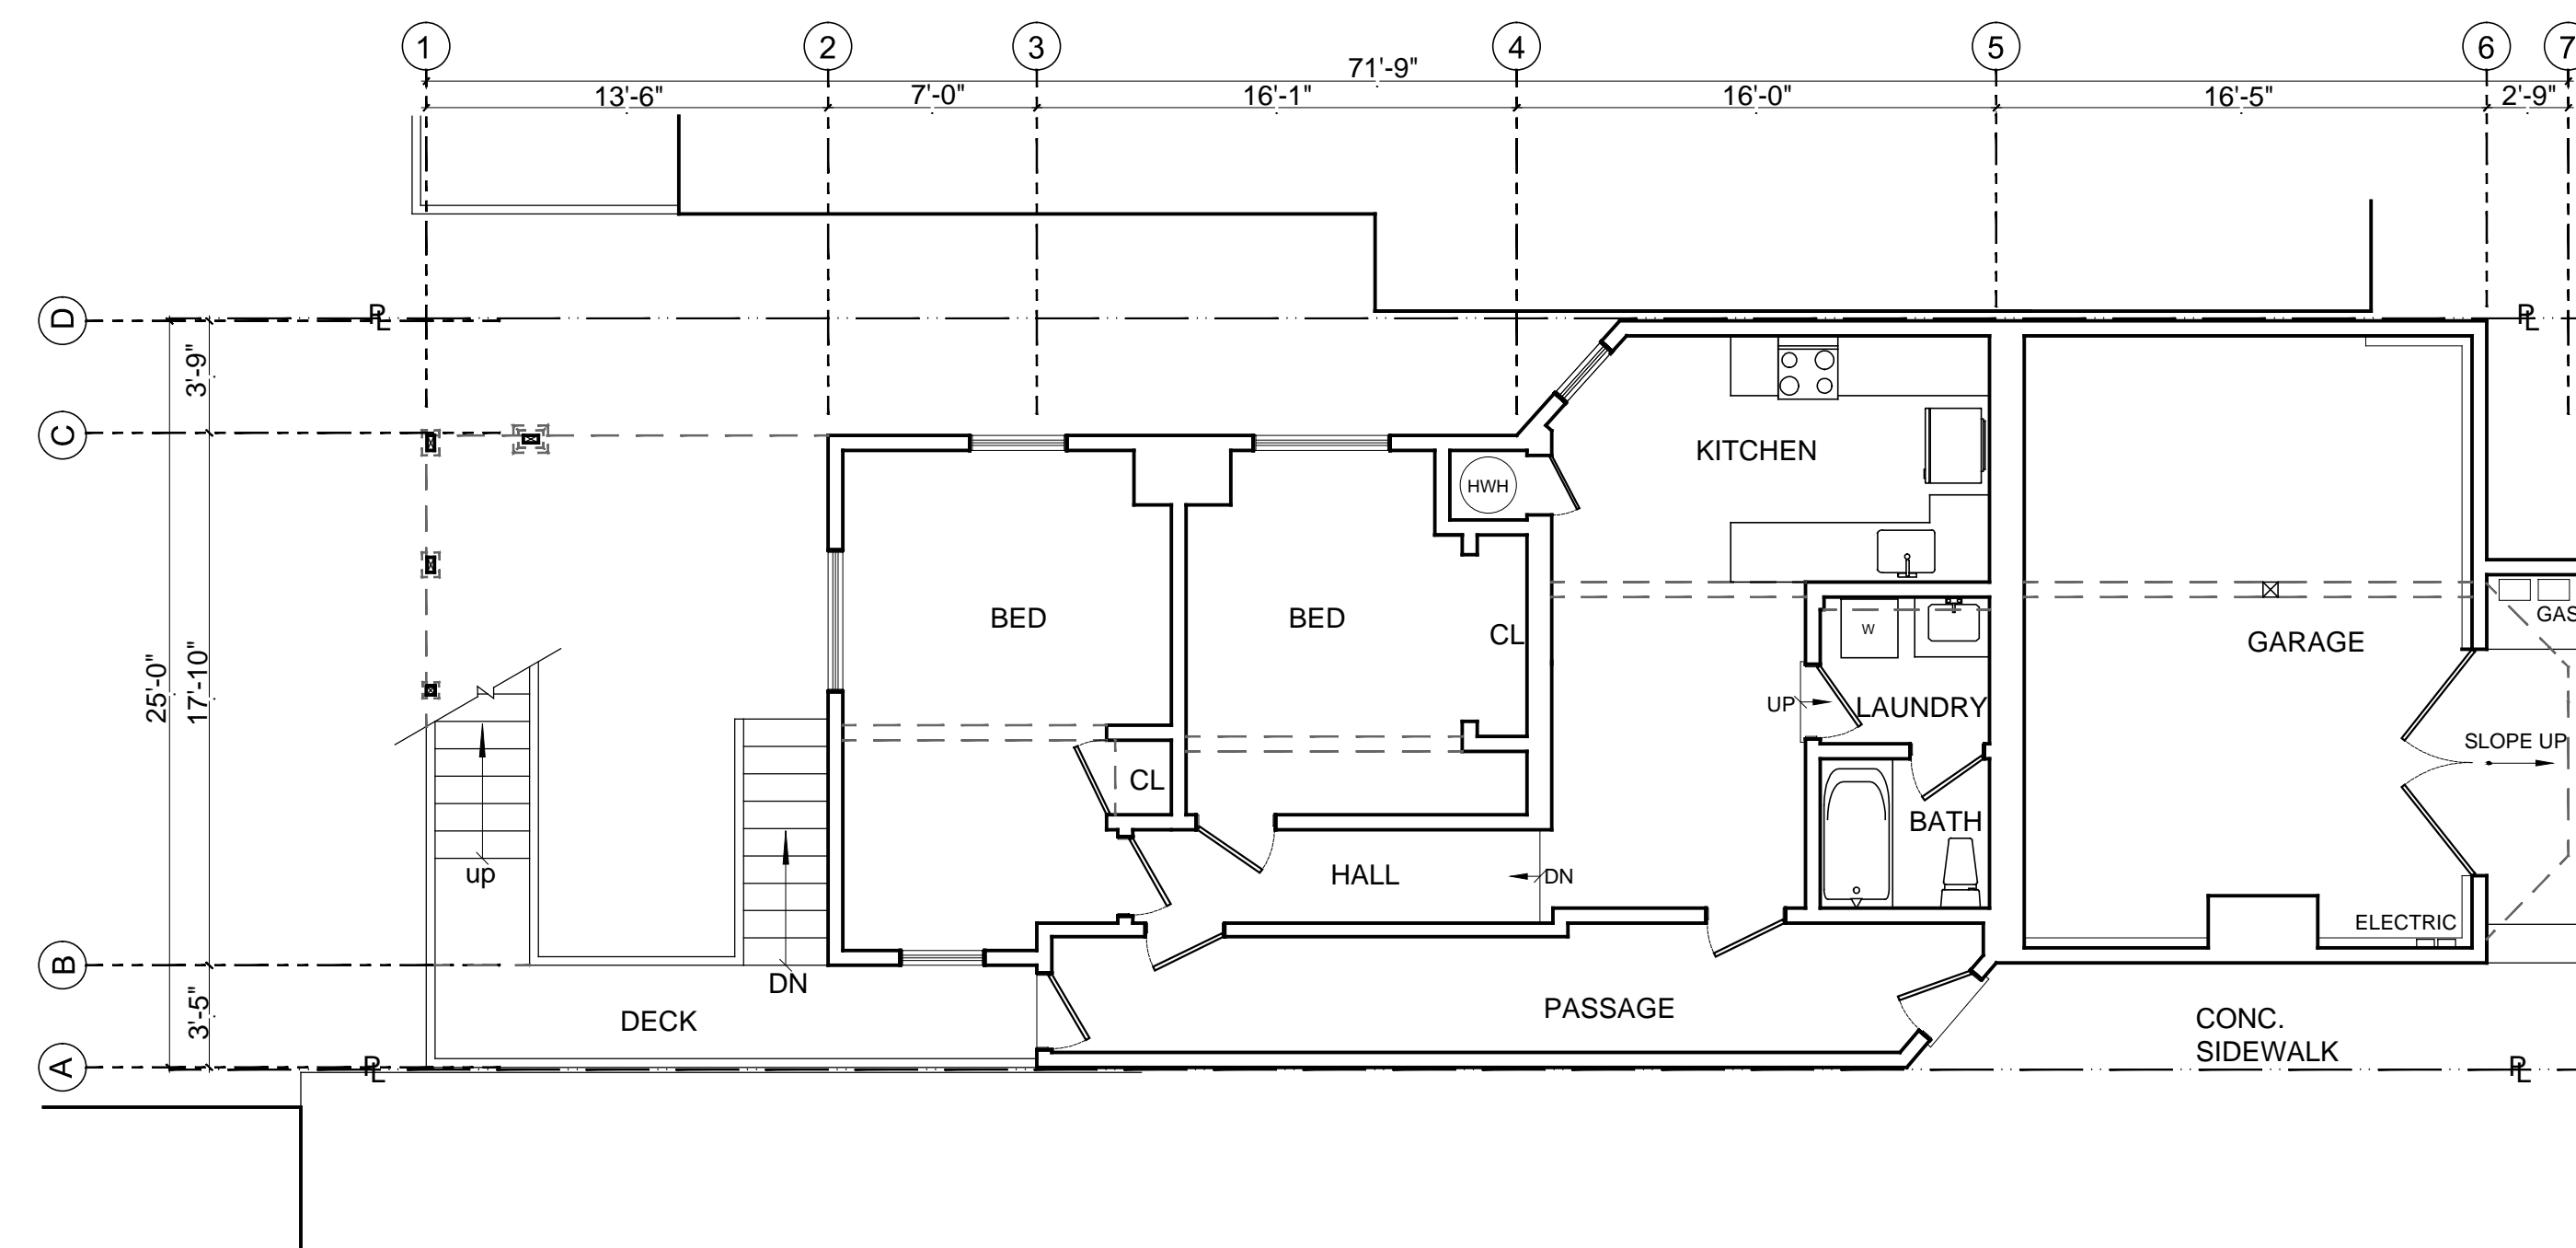 1 2 3 4 5 6 7
71'-9"
13'-6" 7'-0" 16'-1" 16'-0" 16'-5" 2'-9"
D
PL
PL
3'-9"
C
KITCHEN
HWH
BED
BED
CL
W
GAS
GARAGE
25'-0"
17'-10"
UP
LAUNDRY
SLOPE UP
CL
BATH
up
HALL
DN
ELECTRIC
B
DN
3'-5"
DECK
PASSAGE
CONC.
SIDEWALK
A
PL
PL